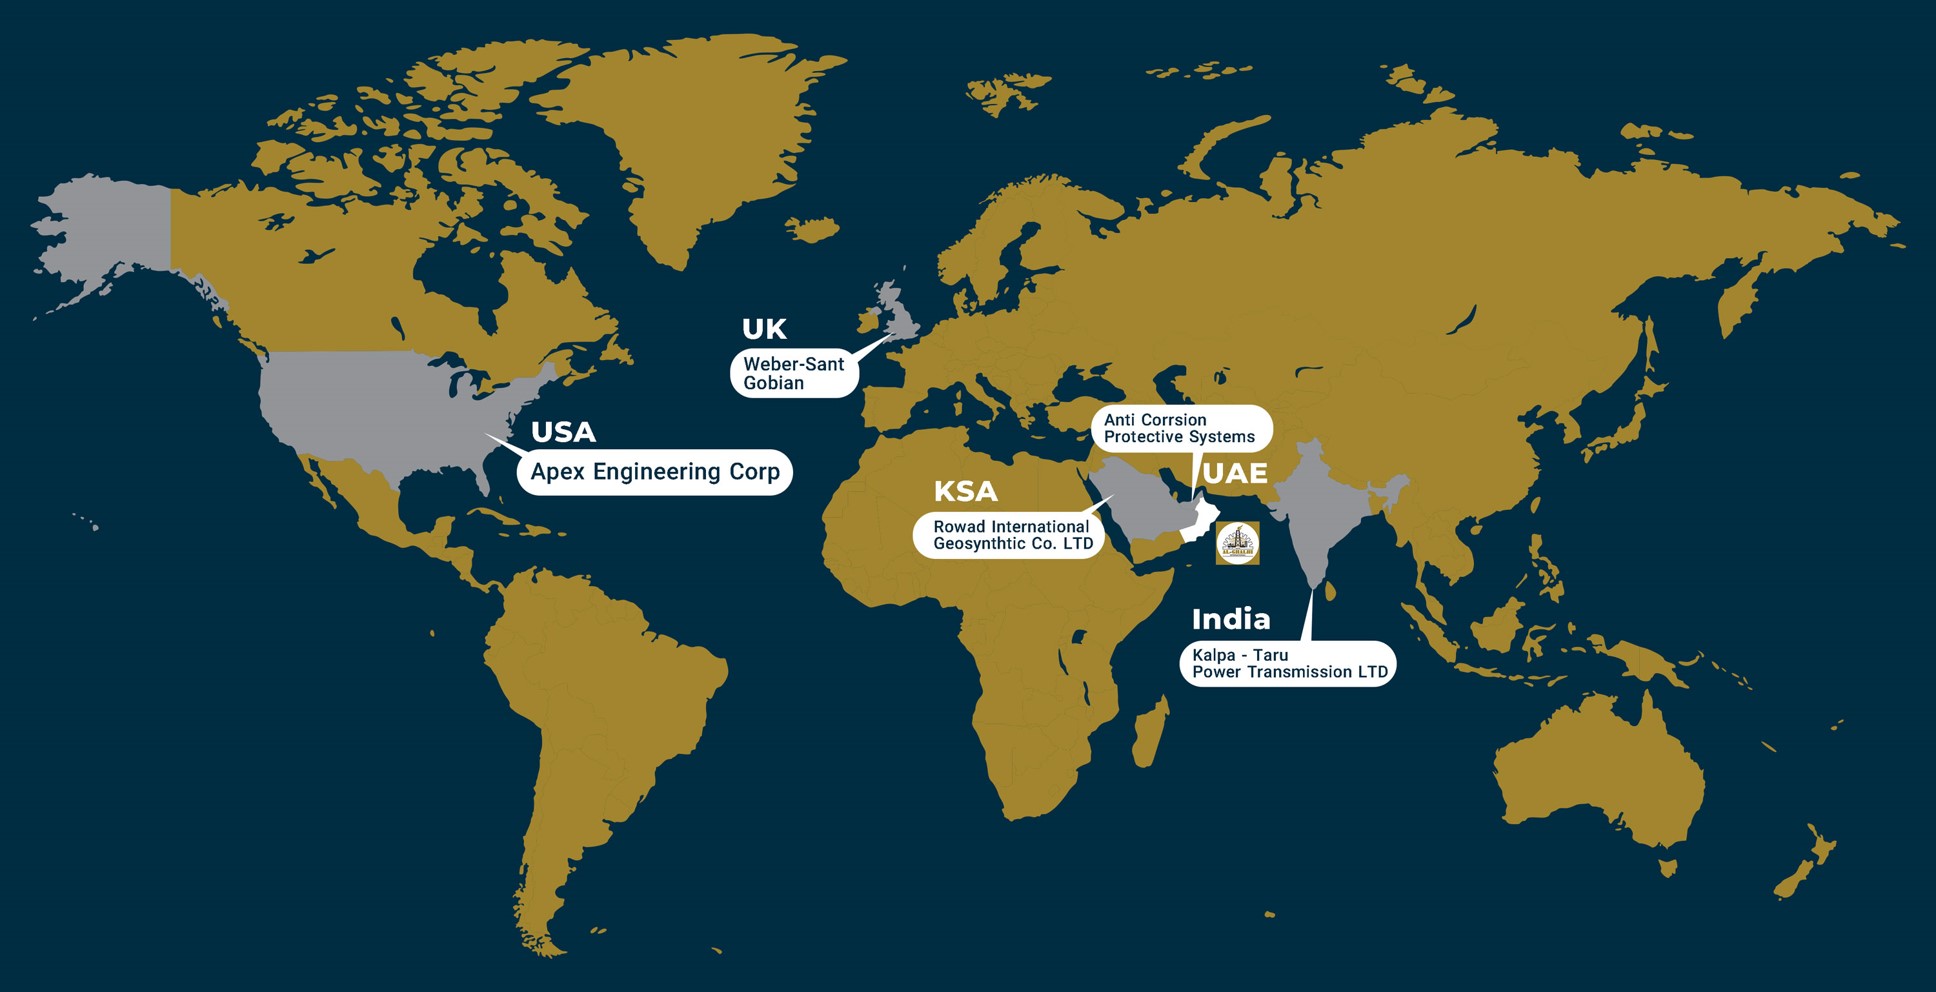 UK
Weber-Sant
Gobian
USA
Apex Engineering Corp
Anti Corrsion
Protective Systems
UAE
KSA
Rowad International
Geosynthtic Co. LTD
AL-GHALBI
India
Kalpa - Taru
Power Transmission LTD